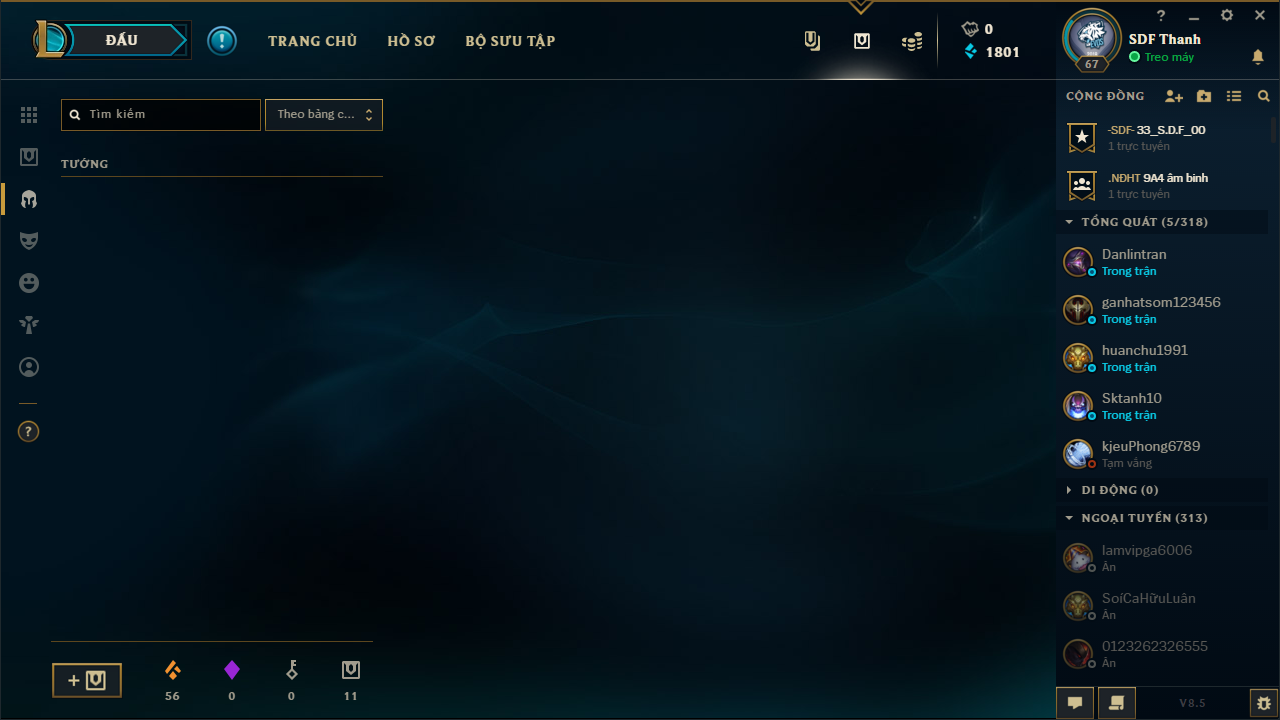 ĐẤU
TRANG CHỦ
HỒ SƠ
BỘ SƯU TẬP
0
1801
67
SDF Thanh
Treo máy
Tìm kiếm
Theo bảng c...
TƯỚNG
56
0
0
11
CỘNG ĐỒNG
-SDF- 33_S.D.F_00
1 trực tuyến
.NĐHT 9A4 âm binh
1 trực tuyến
TỔNG QUÁT (5/318)
Danlintran
Trong trận
ganhatsom123456
Trong trận
huanchu1991
Trong trận
Sktanh10
Trong trận
kjeuPhong6789
Tạm vắng
DI ĐỘNG (0)
NGOẠI TUYẾN (313)
lamvipga6006
Ẩn
SoíCaHữuLuân
Ẩn
0123262326555
Ẩn
V8.5